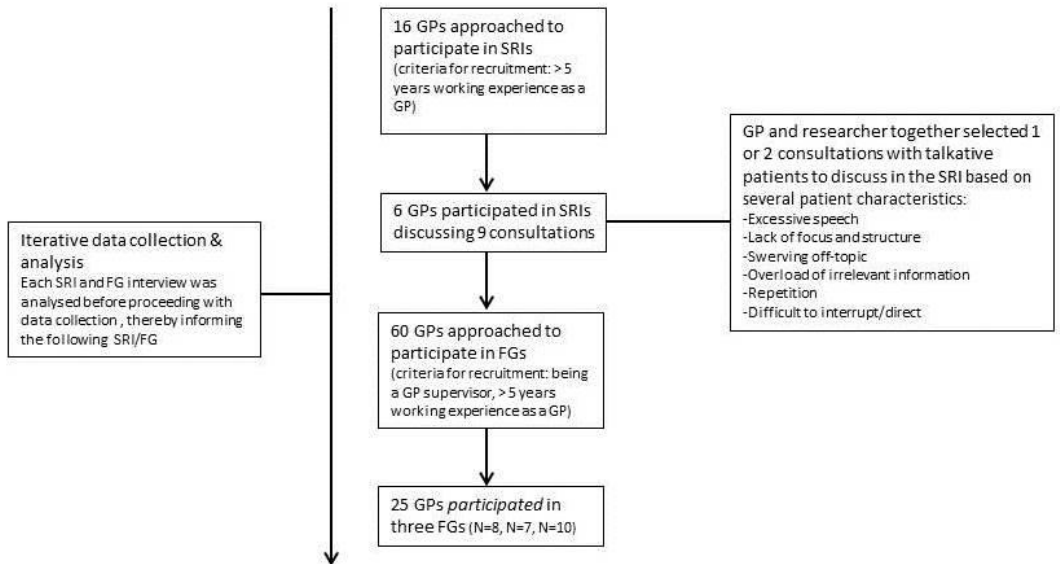 16 GPs approached to
participate in SRIs
(criteria for recruitment: > 5
years working experience as a
GP)
6 GPs participated in SRIs
discussing 9 consultations
GP and researcher together selected 1
or 2 consultations with talkative
patients to discuss in the SRI based on
several patient characteristics:
-Excessive speech
-Lack of focus and structure
-Swerving off-topic
-Overload of irrelevant information
-Repetition
-Difficult to interrupt/direct
Iterative data collection &
analysis
Each SRI and FG interview was
analysed before proceeding with
data collection , thereby informing
the following SRI/FG
60 GPs approached to
participate in FGs
(criteria for recruitment: being
a GP supervisor, > 5 years
working experience as a GP)
25 GPs participated in
three FGs (N=8, N=7, N=10)